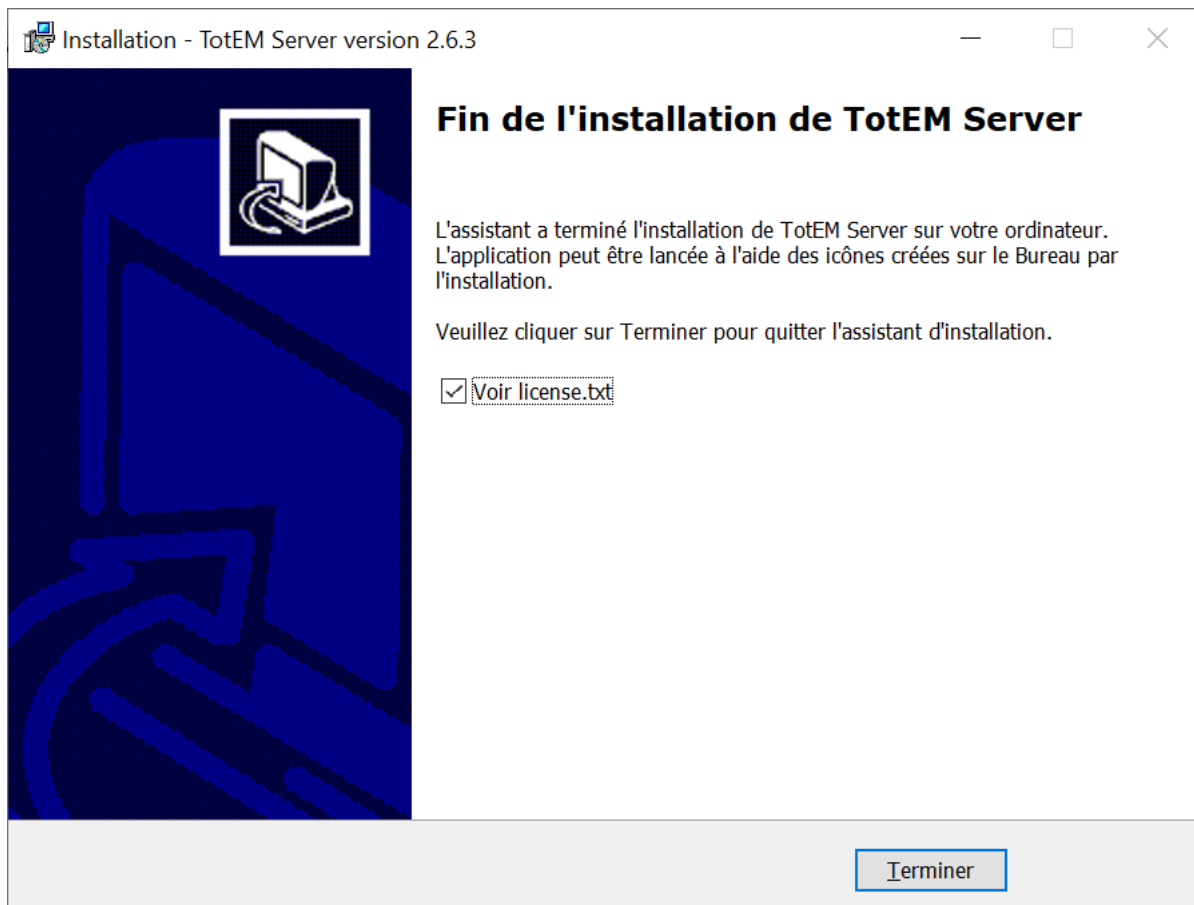 Installation - TotEM Server version 2.6.3
Fin de l'installation de TotEM Server
L'assistant a terminé l'installation de TotEM Server sur votre ordinateur.
L'application peut être lancée à l'aide des icônes créées sur le Bureau par
l'installation.
Veuillez cliquer sur Terminer pour quitter l'assistant d'installation.
Voir license.txt
Terminer